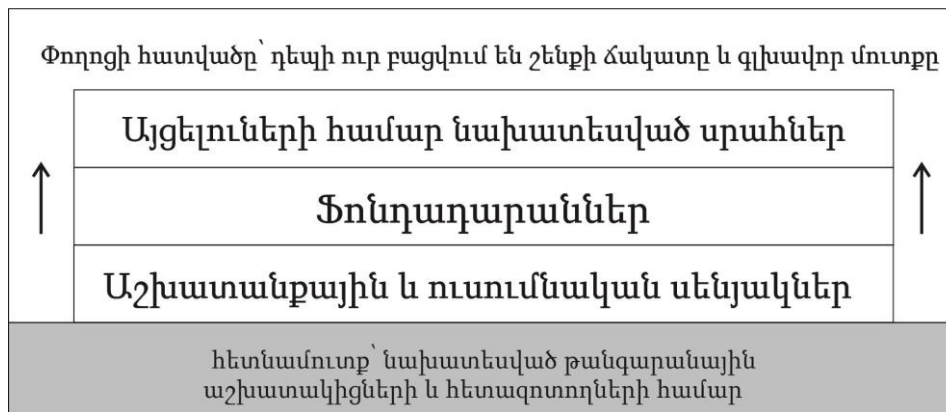 Փողոցի հատվածը՝ դեպի ուր բացվում են շենքի ճակատը և գլխավոր մուտքը
Այցելուների համար նախատեսված սրահներ
Ֆոնդադարաններ
Աշխատանքային և ուսումնական սենյակներ
հետնամուտք՝ նախատեսված թանգարանային
աշխատակիցների և հետազոտողների համար